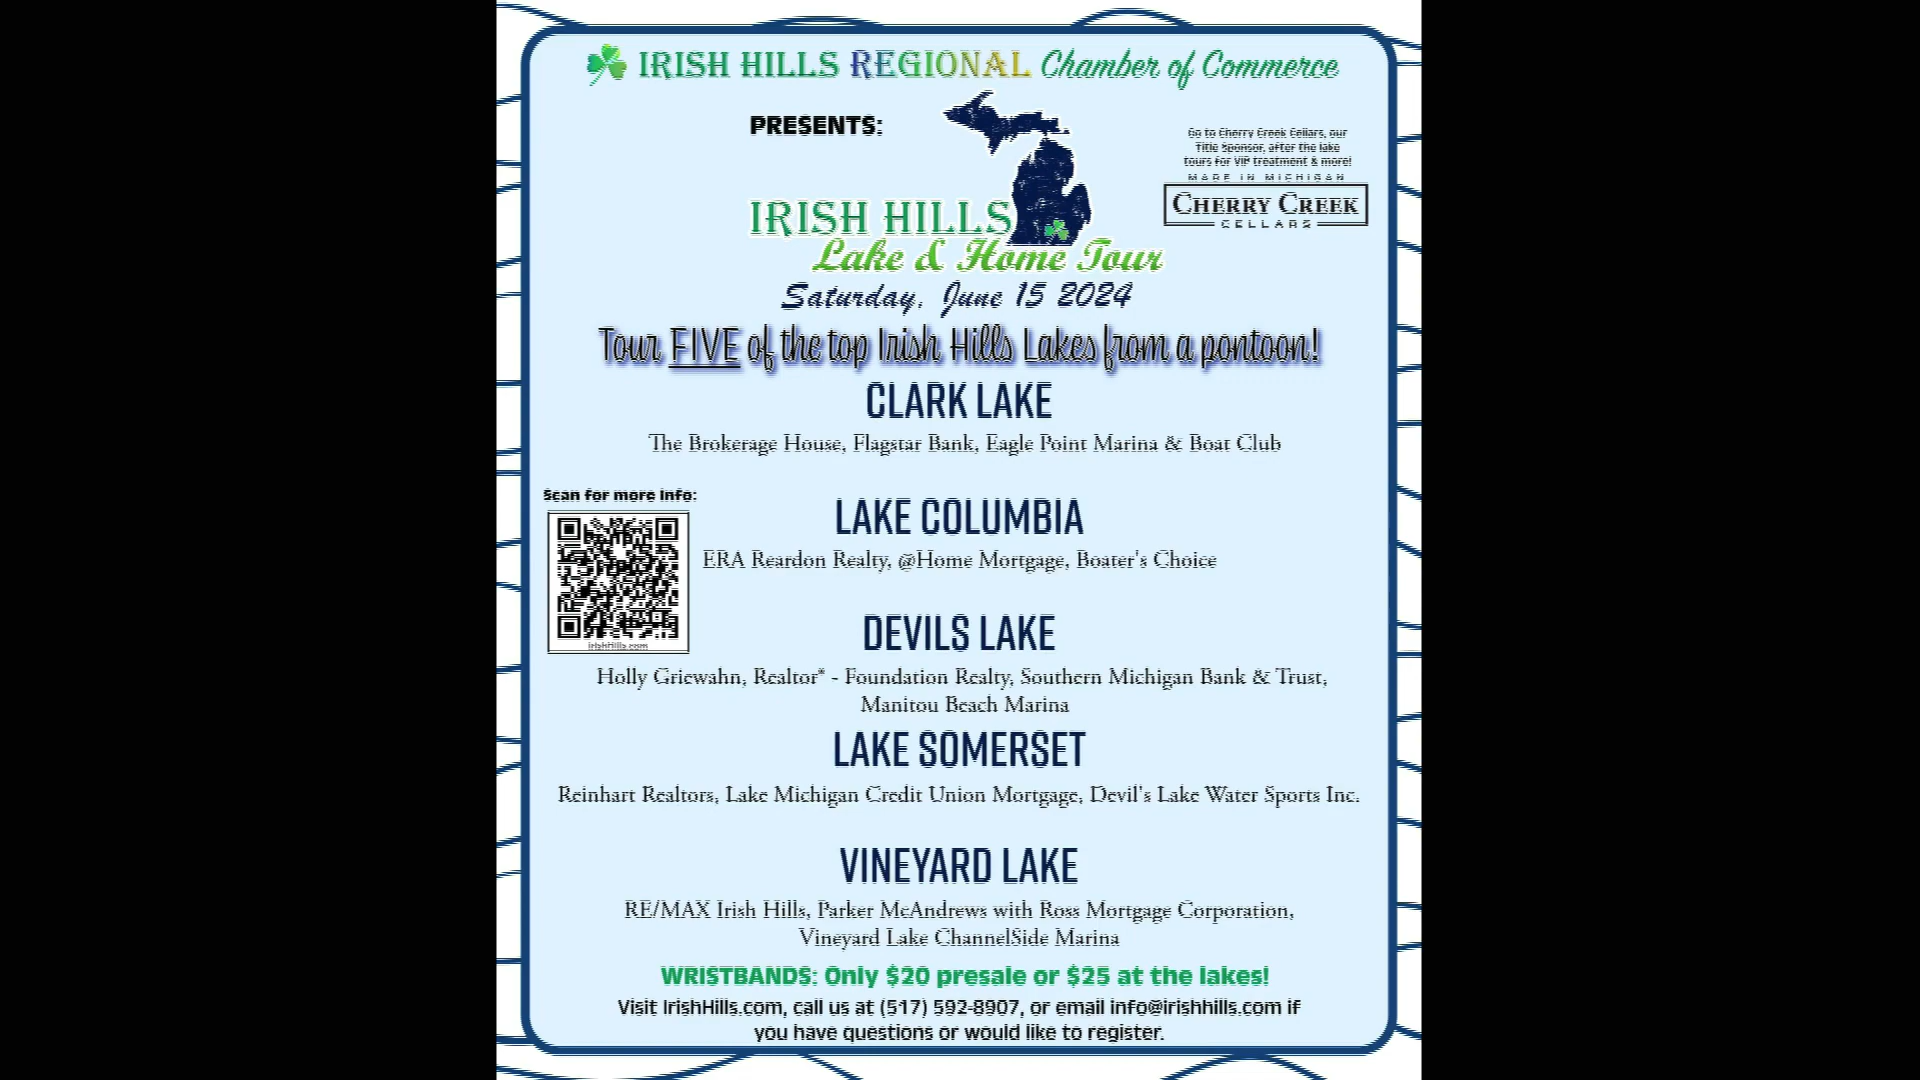 IRISH HILLS REGIONAL Chamber of Commerce
PRESENTS:
Go to Cherry Creek Cellars, our
Title Sponsor, after the lake
tours for VIP treatment & more!
MADE IN MICHIGAN
CHERRY CREEK
CELLARS
IRISH HILLS
Lake & Home Tour
Saturday, June 15 2024
Tour FIVE of the top Irish Hills Lakes from a pontoon!
CLARK LAKE
The Brokerage House, Flagstar Bank, Eagle Point Marina & Boat Club
Scan for more info:
irishhills.com
LAKE COLUMBIA
ERA Reardon Realty, @Home Mortgage, Boater's Choice
DEVILS LAKE
Holly Griewahn, Realtor® - Foundation Realty, Southern Michigan Bank & Trust,
Manitou Beach Marina
LAKE SOMERSET
Reinhart Realtors, Lake Michigan Credit Union Mortgage, Devil's Lake Water Sports Inc.
VINEYARD LAKE
RE/MAX Irish Hills, Parker McAndrews with Ross Mortgage Corporation,
Vineyard Lake ChannelSide Marina
WRISTBANDS: Only $20 presale or $25 at the lakes!
Visit IrishHills.com, call us at (517) 592-8907, or email info@irishhills.com if
you have questions or would like to register.